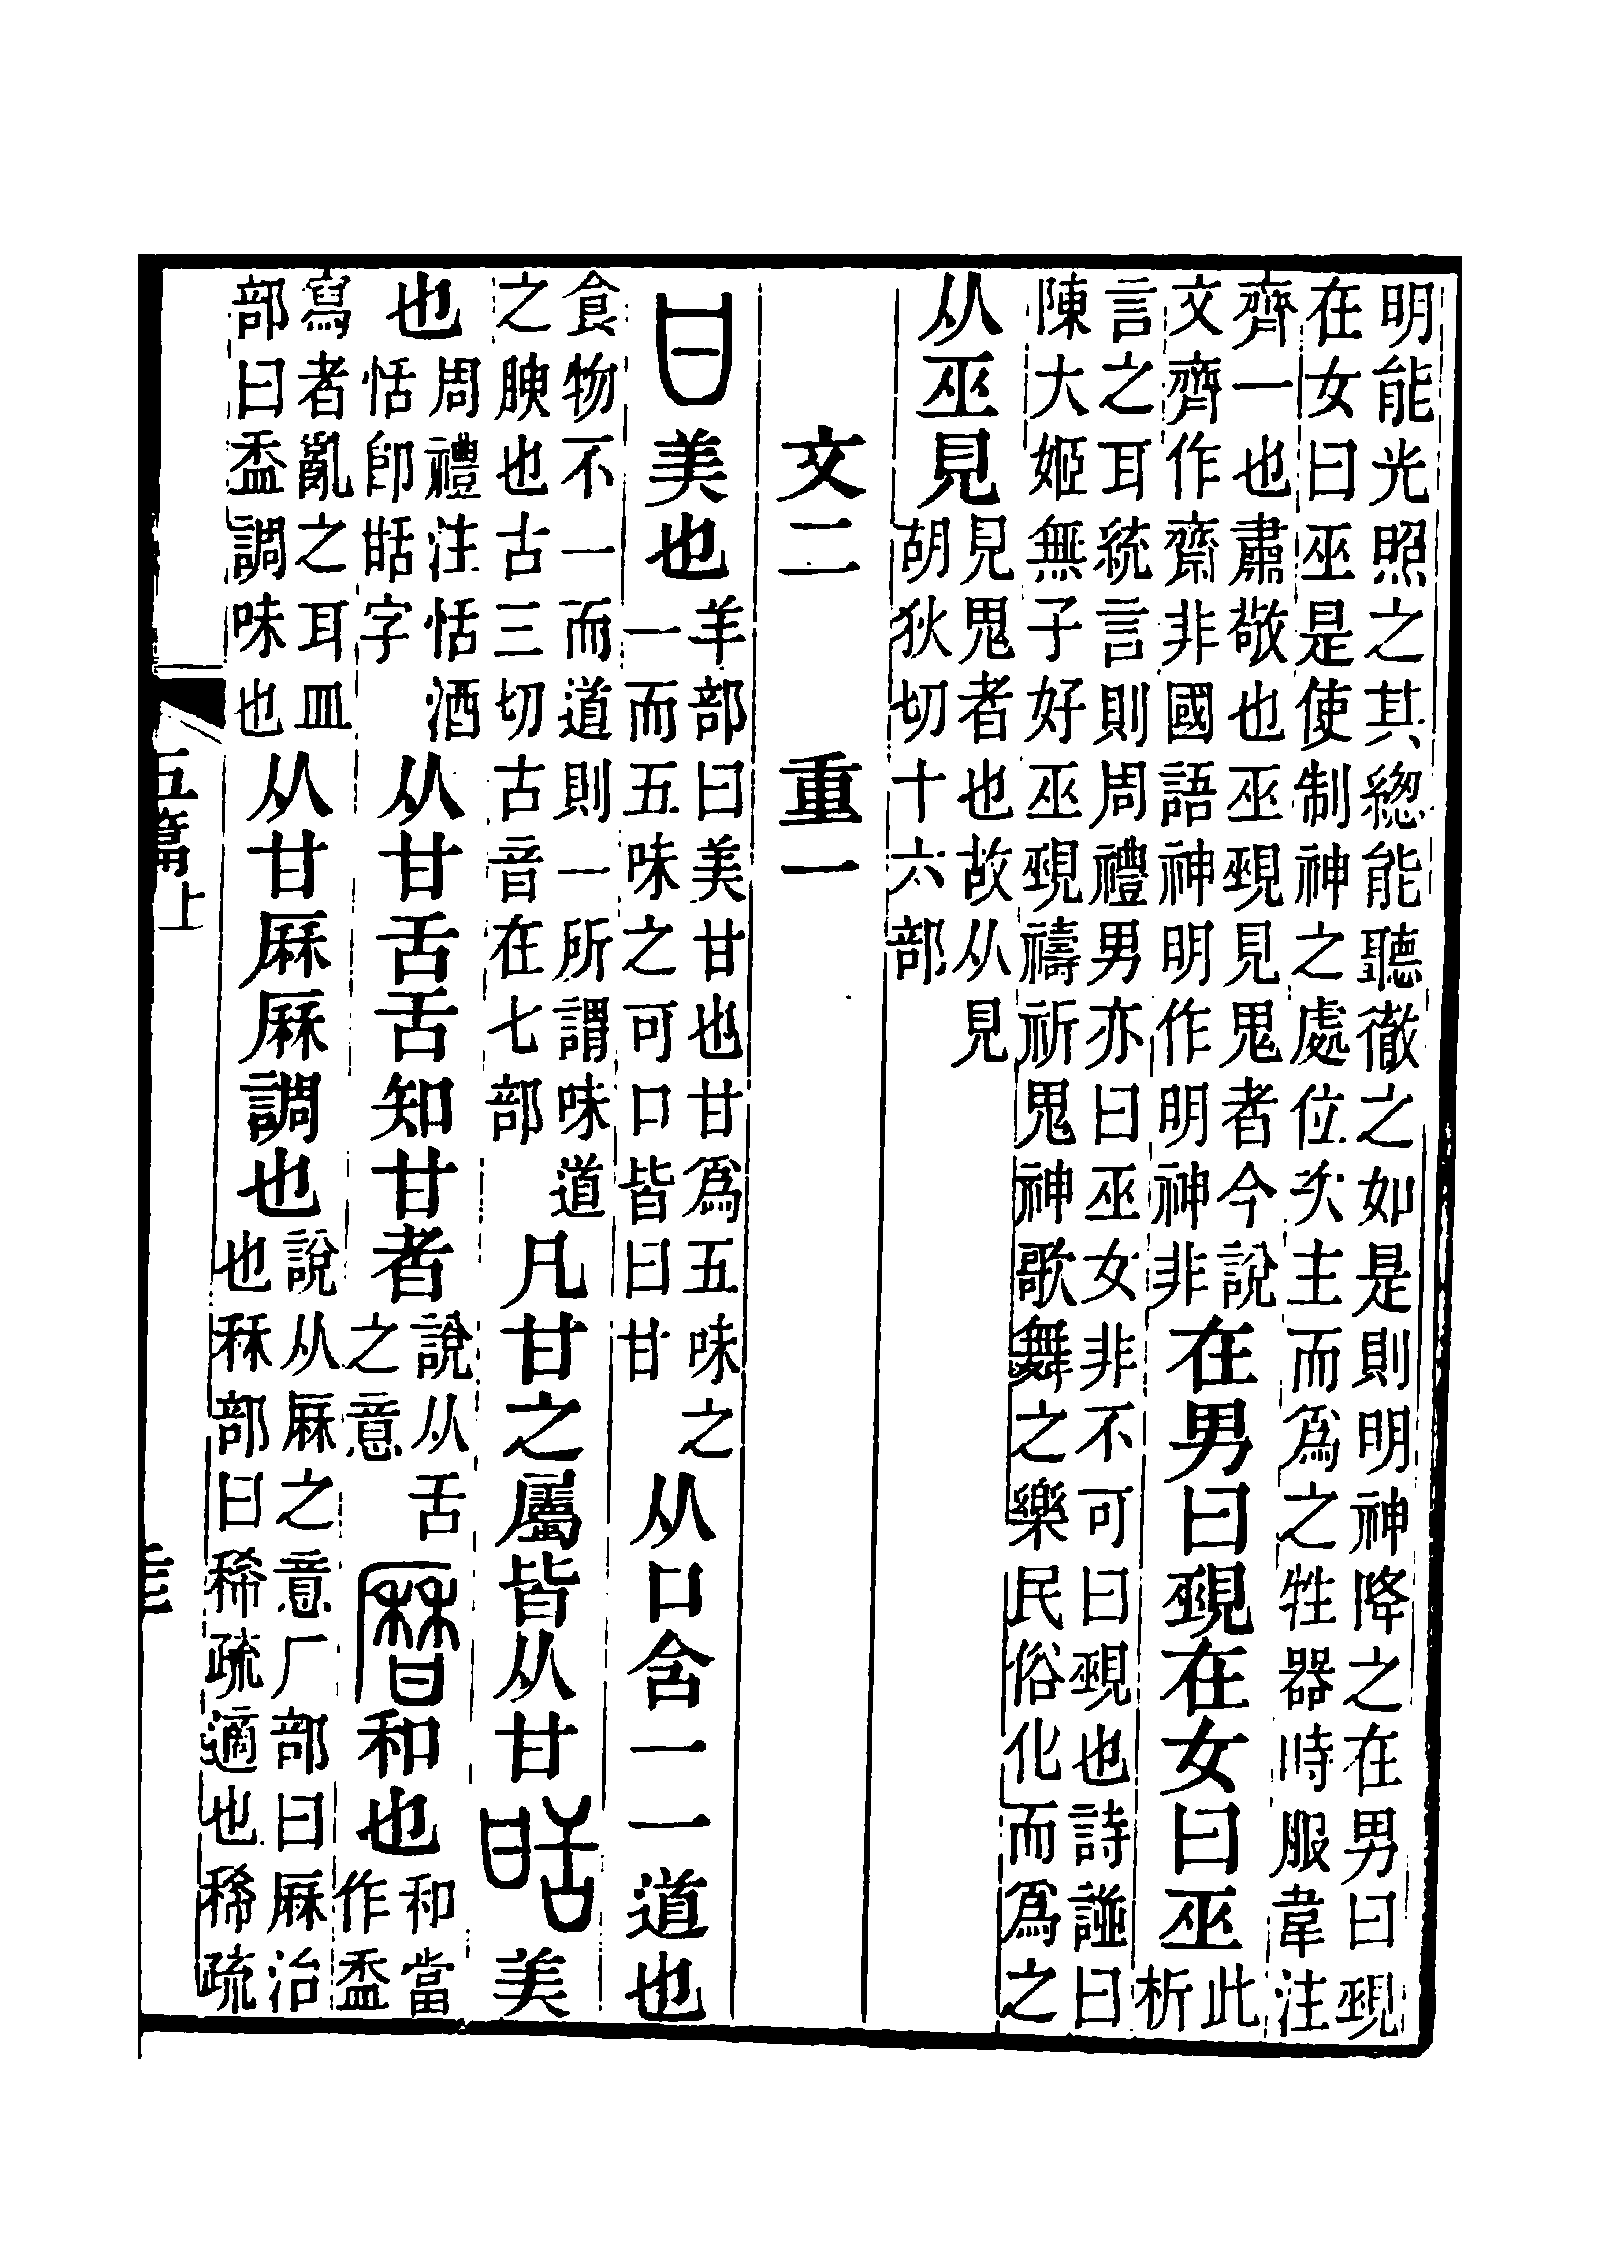 明能光照之其緫能聽徹之如是則明神降之在男曰覡
在女曰巫是使制神之處位次主而爲之牲器時服韋注
齊一也肅敬也巫覡見鬼者今說
文齊作齋非國語神明作明神非
在男曰覡在女曰巫
此
析
言之耳統言則周禮男亦曰巫女非不可曰覡也詩譜曰
陳大姬無子好巫覡禱祈鬼神歌舞之樂民俗化而爲之
从巫見
見鬼者也故从見
胡狄切十六部
文二 重一
甘美也
羊部曰美甘也甘爲五味之
一而五味之可口皆曰甘
从口含一一道也
食物不一而道則一所謂味道
之腴也古三切古音在七部
凡甘之屬皆从甘
甛美
也
周禮注恬酒
恬卽甛字
从甘舌舌知甘者
說从舌
之意
𤯍和也
和當
作盉
寫者亂之耳皿
部曰盉調味也
从甘厤厤調也
說从厤之意厂部曰厤治
也秝部曰稀疏適也稀疏
五篇上